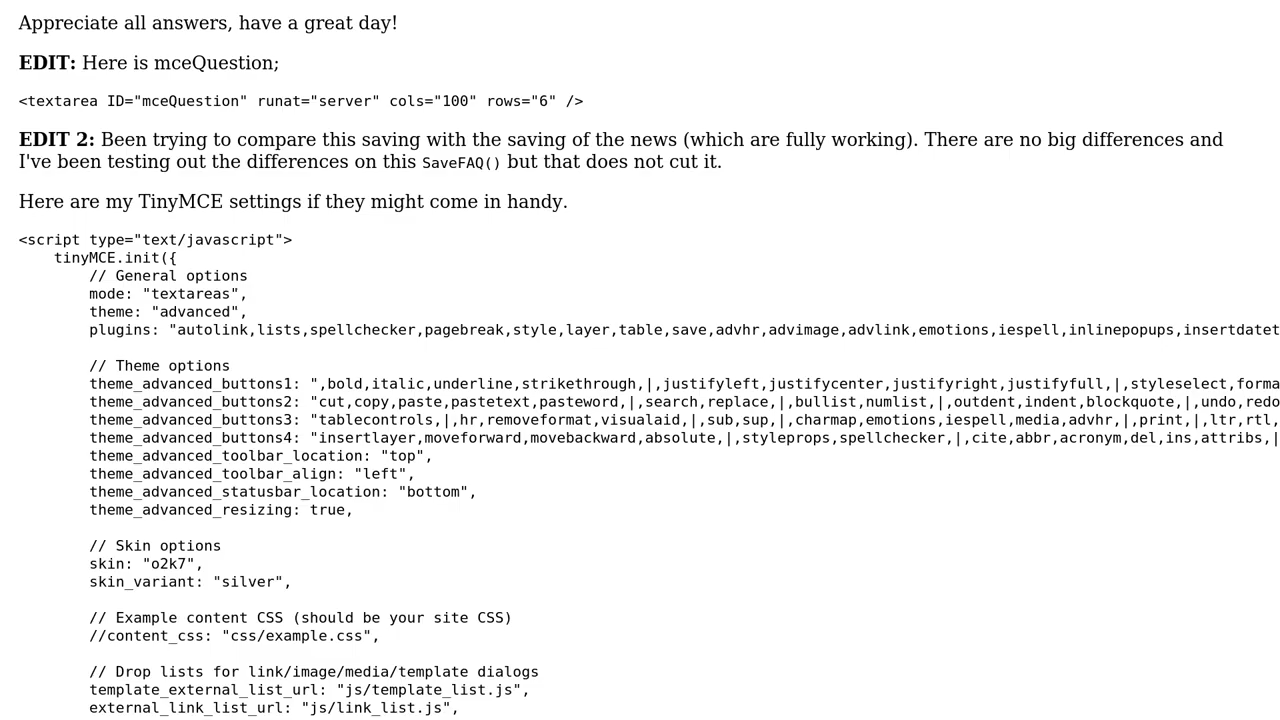 Appreciate all answers, have a great day!
EDIT: Here is mceQuestion;
<textarea ID="mceQuestion" runat="server" cols="100" rows="6" />
EDIT 2: Been trying to compare this saving with the saving of the news (which are fully working). There are no big differences and
I've been testing out the differences on this SaveFAQ() but that does not cut it.
Here are my TinyMCE settings if they might come in handy.
<script type="text/javascript">
    tinyMCE.init({
        // General options
        mode: "textareas",
        theme: "advanced",
        plugins: "autolink,lists,spellchecker,pagebreak,style,layer,table,save,advhr,advimage,advlink,emotions,iespell,inlinepopups,insertdatet
        // Theme options
        theme_advanced_buttons1: ",bold,italic,underline,strikethrough,|,justifyleft,justifycenter,justifyright,justifyfull,|,styleselect,forma
        theme_advanced_buttons2: "cut,copy,paste,pastetext,pasteword,|,search,replace,|,bullist,numlist,|,outdent,indent,blockquote,|,undo,redo
        theme_advanced_buttons3: "tablecontrols,|,hr,removeformat,visualaid,|,sub,sup,|,charmap,emotions,iespell,media,advhr,|,print,|,ltr,rtl,
        theme_advanced_buttons4: "insertlayer,moveforward,movebackward,absolute,|,styleprops,spellchecker,|,cite,abbr,acronym,del,ins,attribs,|
        theme_advanced_toolbar_location: "top",
        theme_advanced_toolbar_align: "left",
        theme_advanced_statusbar_location: "bottom",
        theme_advanced_resizing: true,
        // Skin options
        skin: "o2k7",
        skin_variant: "silver",
        // Example content CSS (should be your site CSS)
        //content_css: "css/example.css",
        // Drop lists for link/image/media/template dialogs
        template_external_list_url: "js/template_list.js",
        external_link_list_url: "js/link_list.js",